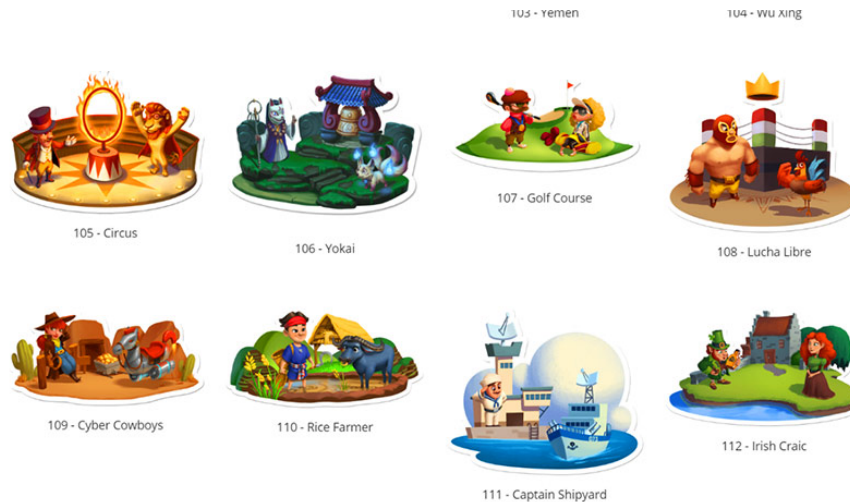 103 - Yemen
104 - Wu Xing
105 - Circus
106 - Yokai
107 - Golf Course
108 - Lucha Libre
109 - Cyber Cowboys
110 - Rice Farmer
111 - Captain Shipyard
112 - Irish Craic